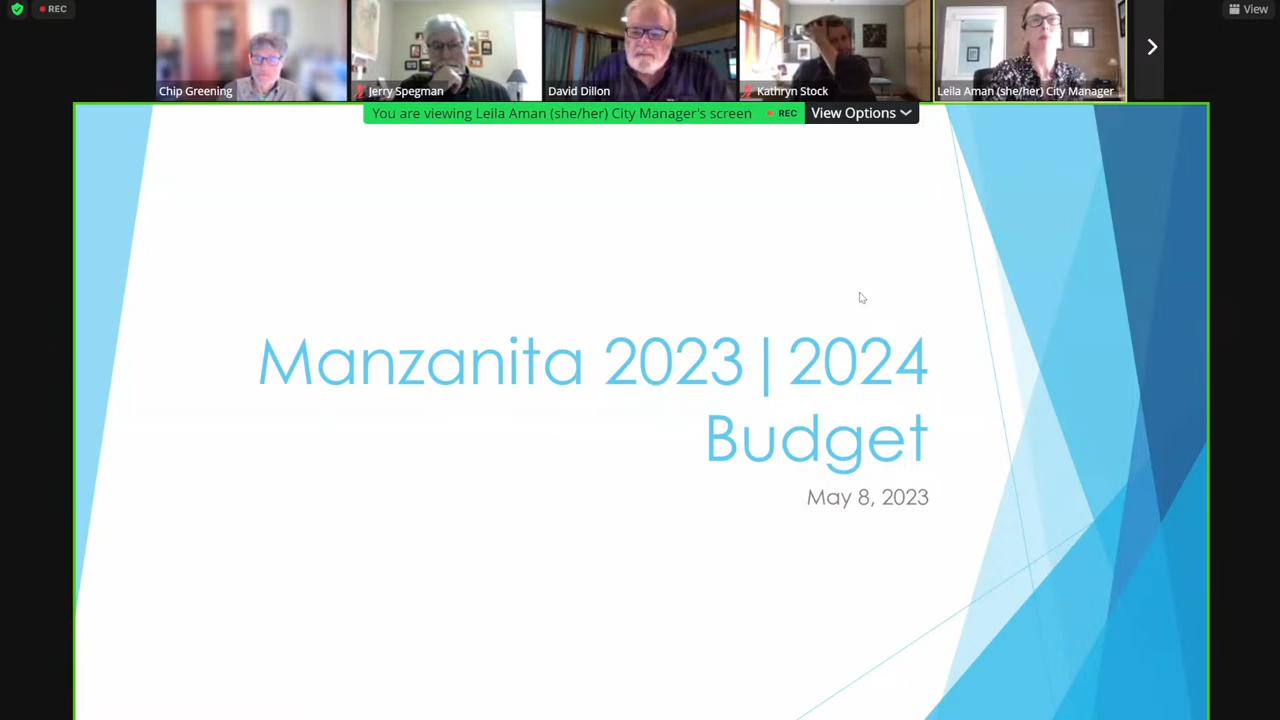 REC
View
Chip Greening
Jerry Spegman
David Dillon
Kathryn Stock
Leila Aman (she/her) City Manager
You are viewing Leila Aman (she/her) City Manager's screen
REC
View Options
Manzanita 2023|2024
Budget
May 8, 2023